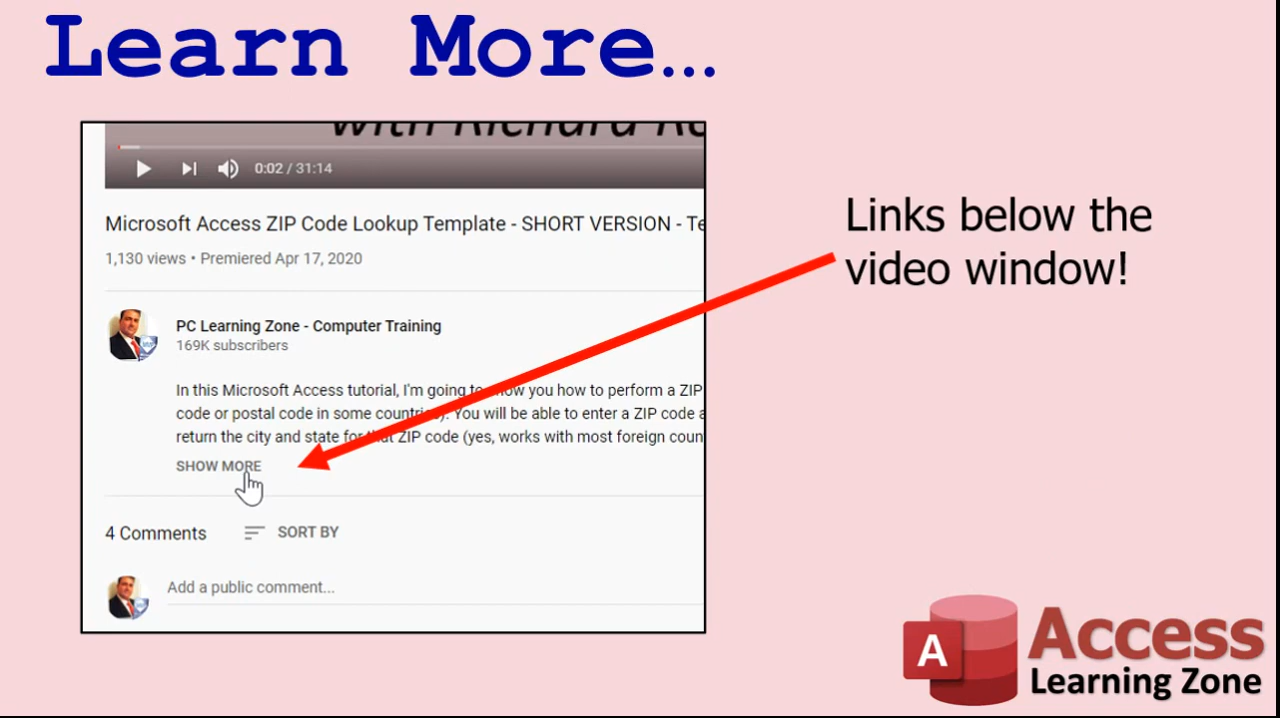 Learn More...
with Richard
0:02 / 31:14
Microsoft Access ZIP Code Lookup Template - SHORT VERSION - Te
1,130 views • Premiered Apr 17, 2020
Links below the
video window!
PC Learning Zone - Computer Training
169K subscribers
In this Microsoft Access tutorial, I'm going to show you how to perform a ZIP
code or postal code in some countries). You will be able to enter a ZIP code a
return the city and state for that ZIP code (yes, works with most foreign coun
SHOW MORE
4 Comments SORT BY
Add a public comment...
A
Access
Learning Zone